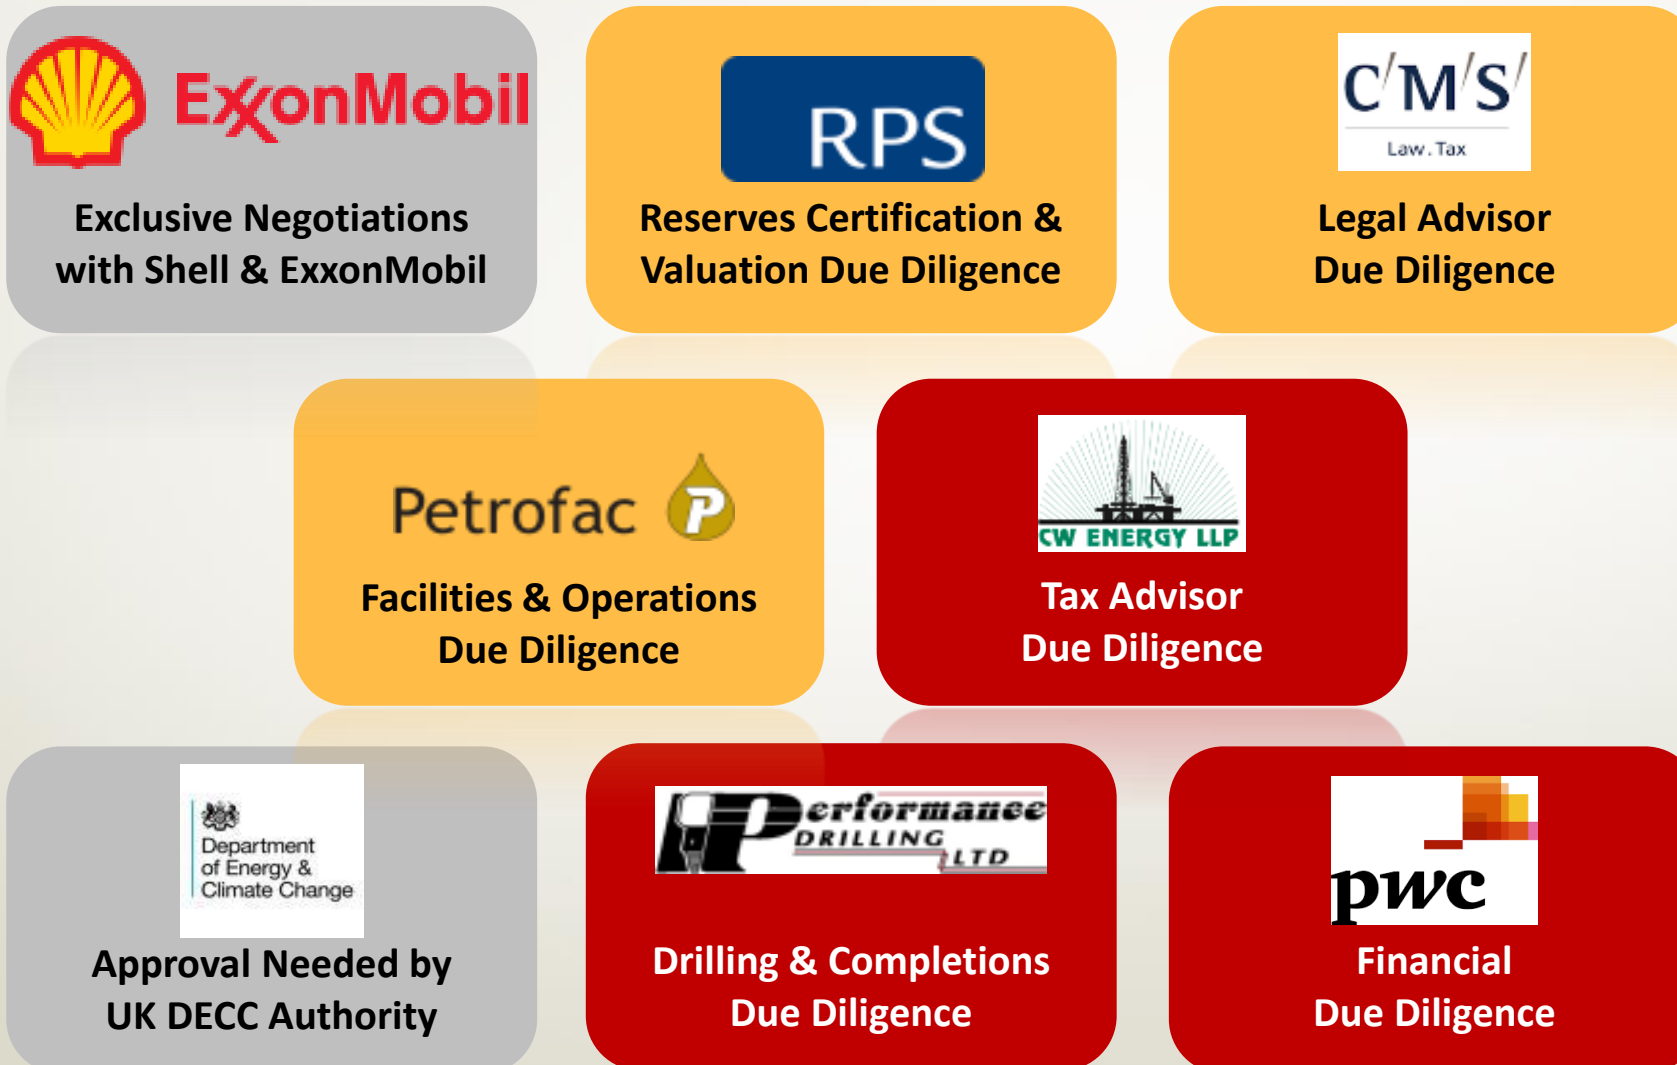 ExxonMobil
Exclusive Negotiations
with Shell & ExxonMobil
RPS
Reserves Certification &
Valuation Due Diligence
C/M/S/
Law.Tax
Legal Advisor
Due Diligence
Petrofac P
Facilities & Operations
Due Diligence
CW ENERGY LLP
Tax Advisor
Due Diligence
Department
of Energy &
Climate Change
Approval Needed by
UK DECC Authority
Performance
DRILLING
LTD
Drilling & Completions
Due Diligence
pwc
Financial
Due Diligence